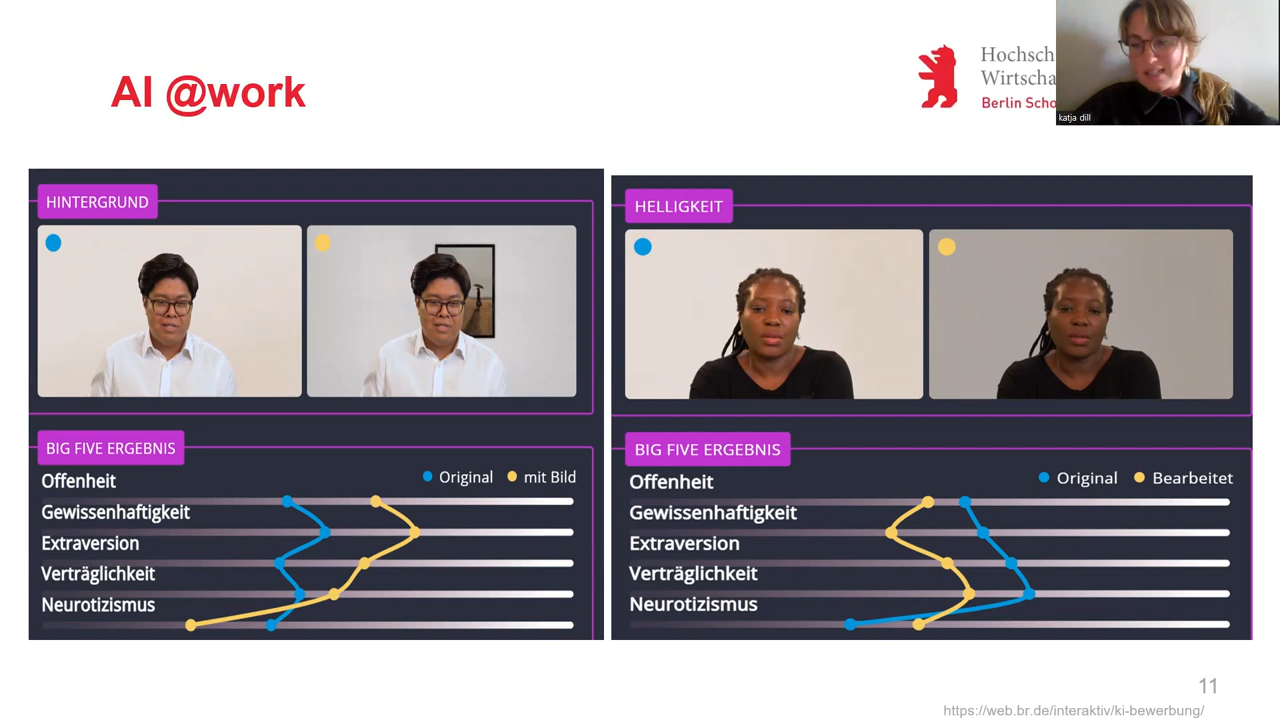 AI @work
Hochsch
Wirtscha
Berlin Scho
katja dill
HINTERGRUND
BIG FIVE ERGEBNIS
Original
mit Bild
Offenheit
Gewissenhaftigkeit
Extraversion
Verträglichkeit
Neurotizismus
HELLIGKEIT
BIG FIVE ERGEBNIS
Original
Bearbeitet
Offenheit
Gewissenhaftigkeit
Extraversion
Verträglichkeit
Neurotizismus
11
https://web.br.de/interaktiv/ki-bewerbung/